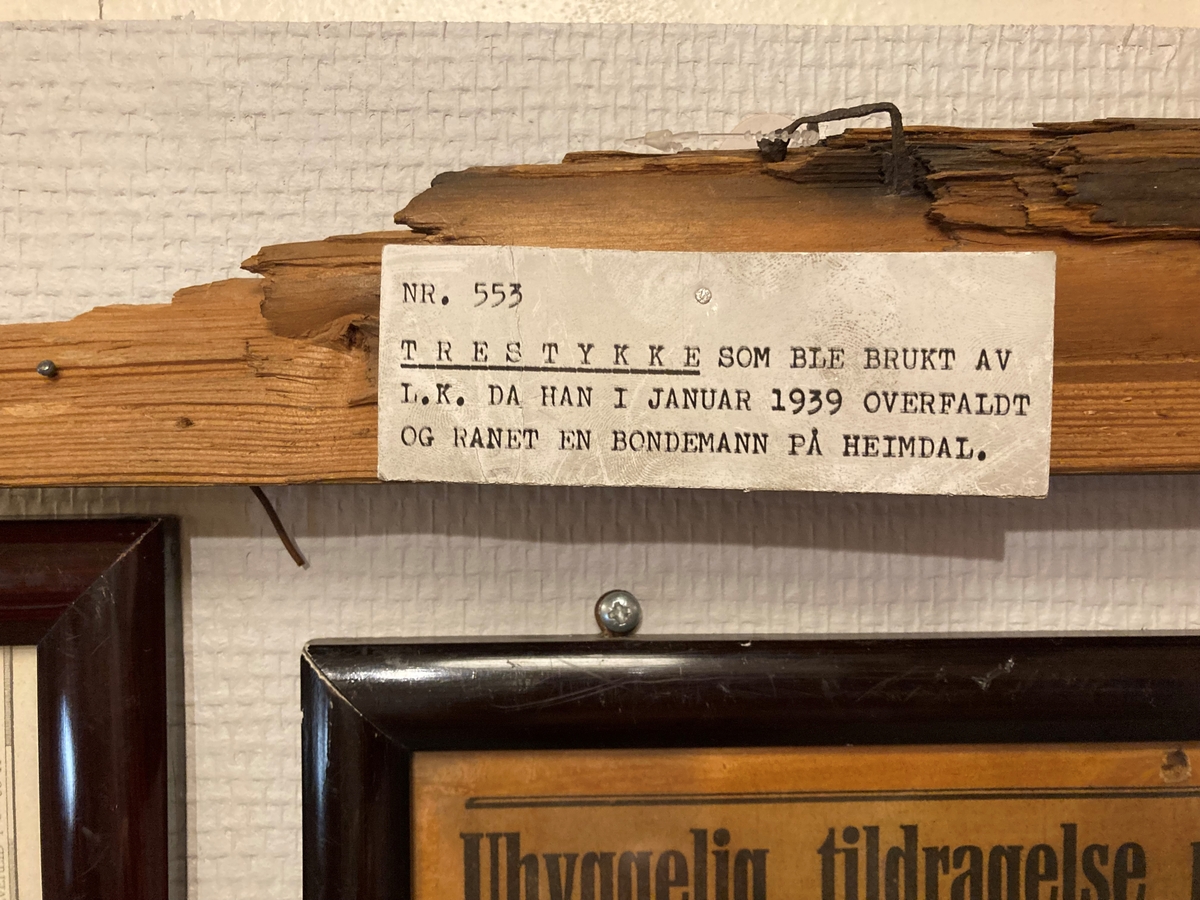 NR. 553
TRESTYKKE SOM BLE BRUKT AV
L.K. DA HAN I JANUAR 1939 OVERFALDT
OG RANET EN BONDEMANN PÅ HEIMDAL.
Uhyggelig tildragelse